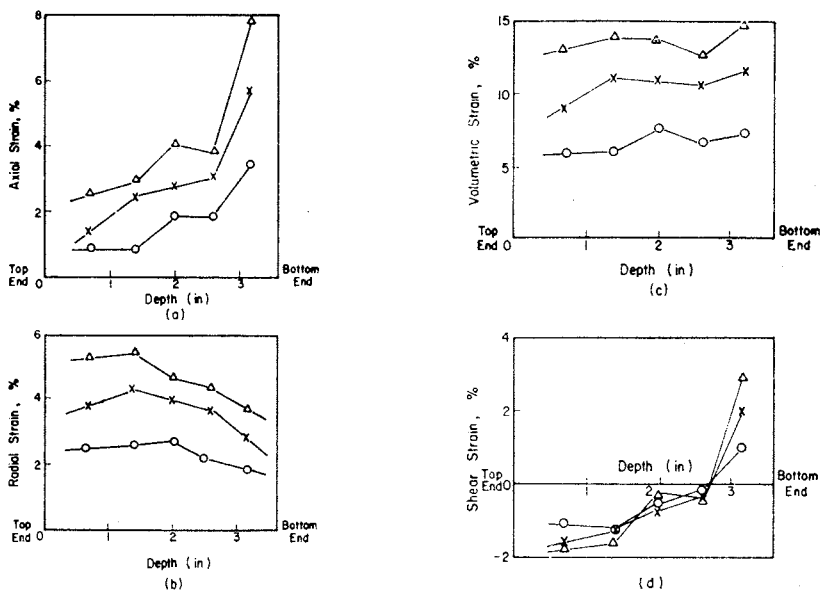 8
6
4
2
0
Axial Strain, %
Top
End
1
2
3
Bottom
End
Depth (in)
(a)
6
4
2
0
Radial Strain, %
Top
End
1
2
3
Bottom
End
Depth (in)
(b)
15
10
5
0
Volumetric Strain, %
Top
End
1
2
3
Bottom
End
Depth (in)
(c)
4
2
0
-2
Shear Strain, %
Top
End
Depth (in)
1
2
3
Bottom
End
(d)